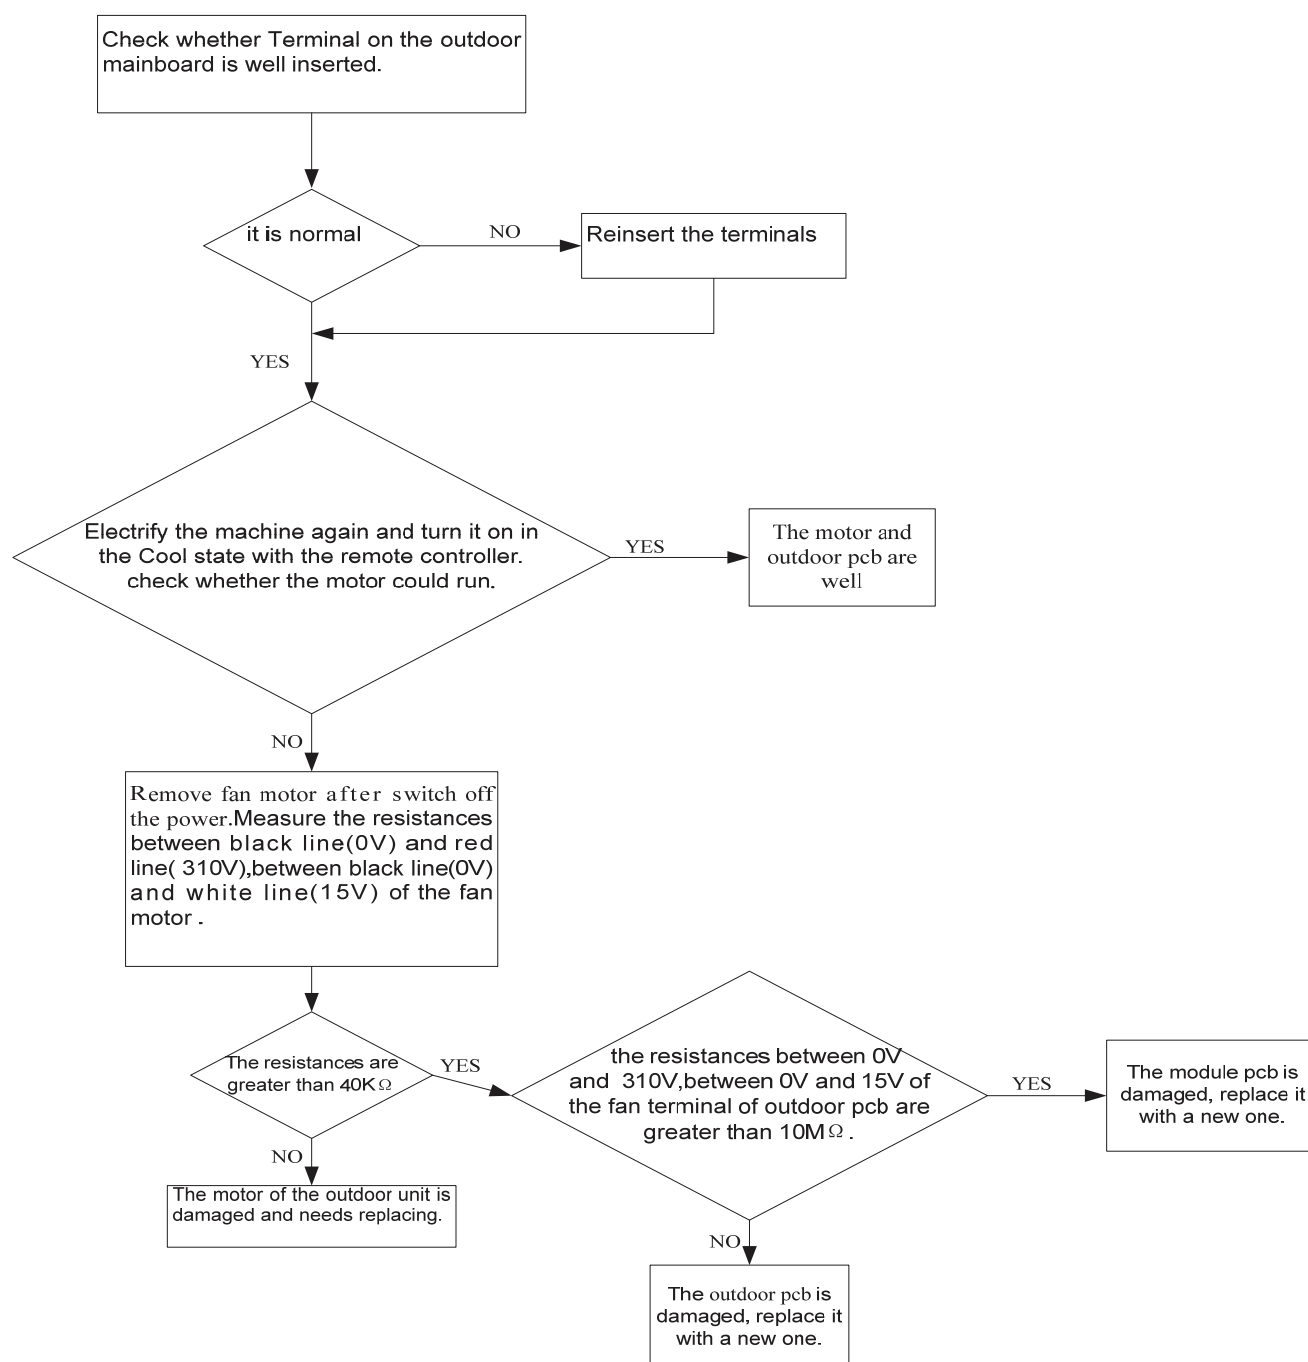 Check whether Terminal on the outdoor
mainboard is well inserted.
it is normal
NO
Reinsert the terminals
YES
Electrify the machine again and turn it on in
the Cool state with the remote controller.
check whether the motor could run.
YES
The motor and
outdoor pcb are
well
NO
Remove fan motor after switch off
the power.Measure the resistances
between black line(0V) and red
line( 310V),between black line(0V)
and white line(15V) of the fan
motor .
The resistances are
greater than 40KΩ
YES
the resistances between 0V
and 310V,between 0V and 15V of
the fan terminal of outdoor pcb are
greater than 10MΩ .
YES
The module pcb is
damaged, replace it
with a new one.
NO
The motor of the outdoor unit is
damaged and needs replacing.
NO
The outdoor pcb is
damaged, replace it
with a new one.